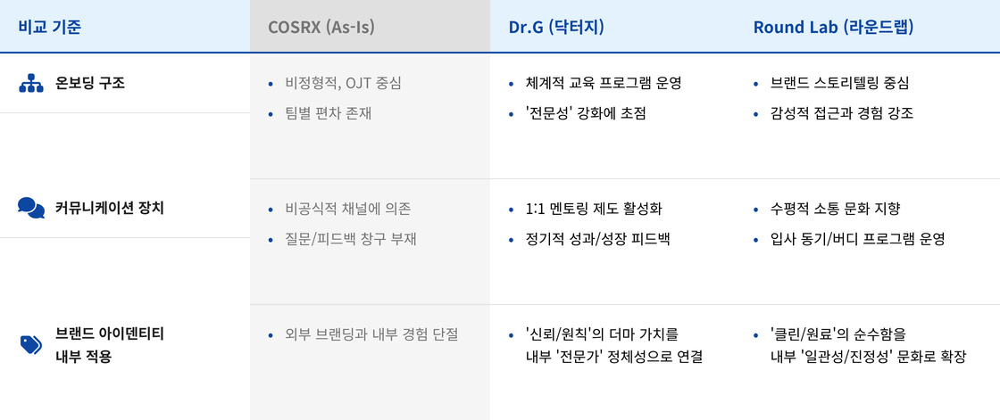 비교 기준
COSRX (As-Is)
Dr.G (닥터지)
Round Lab (라운드랩)
온보딩 구조
비정형적, OJT 중심
팀별 편차 존재
체계적 교육 프로그램 운영
'전문성' 강화에 초점
브랜드 스토리텔링 중심
감성적 접근과 경험 강조
커뮤니케이션 장치
비공식적 채널에 의존
질문/피드백 창구 부재
1:1 멘토링 제도 활성화
정기적 성과/성장 피드백
수평적 소통 문화 지향
입사 동기/버디 프로그램 운영
브랜드 아이덴티티
내부 적용
외부 브랜딩과 내부 경험 단절
'신뢰/원칙'의 더마 가치를
내부 '전문가' 정체성으로 연결
'클린/원료'의 순수함을
내부 '일관성/진정성' 문화로 확장